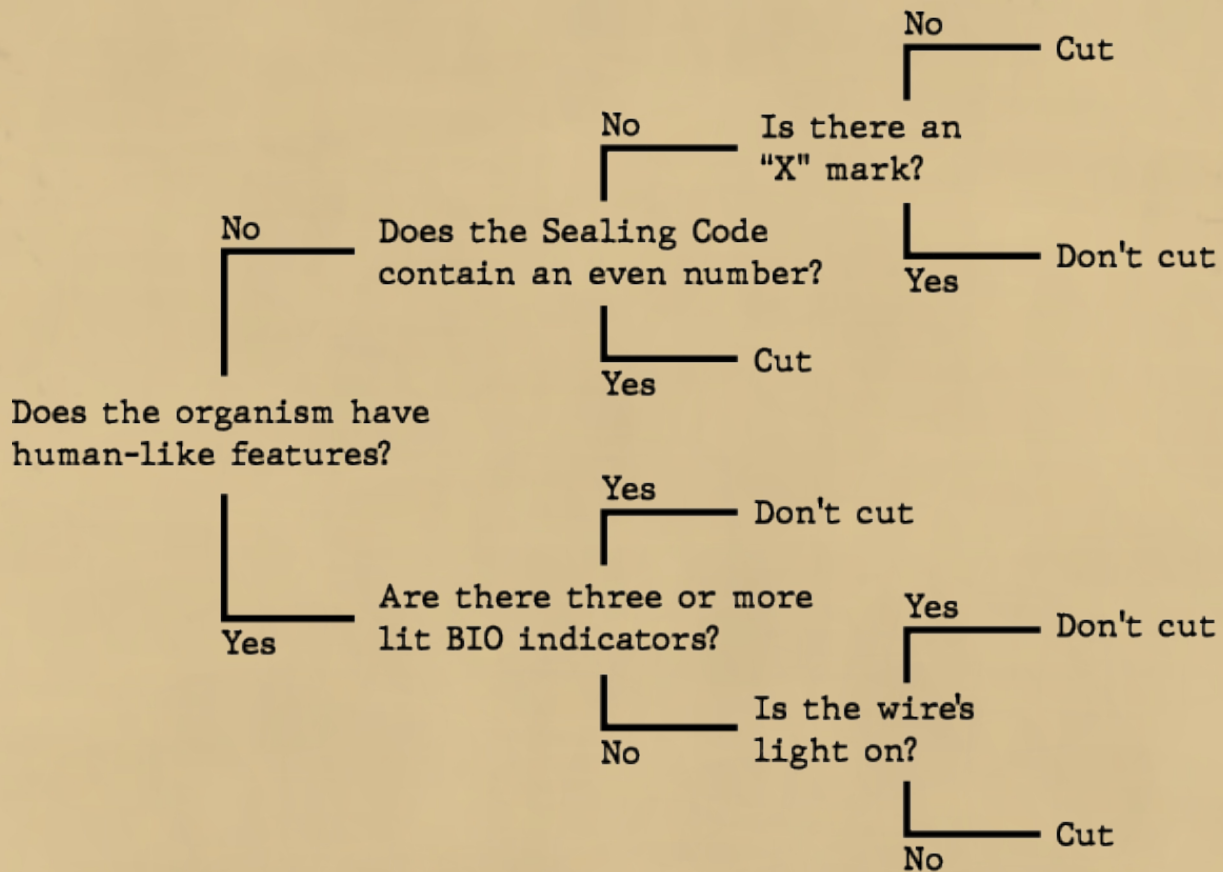 No
Cut
No
Is there an
"X" mark?
No
Does the Sealing Code
contain an even number?
Don't cut
Yes
Cut
Yes
Does the organism have
human-like features?
Yes
Don't cut
Are there three or more
lit BIO indicators?
Yes
Don't cut
Yes
Is the wire's
light on?
No
Cut
No